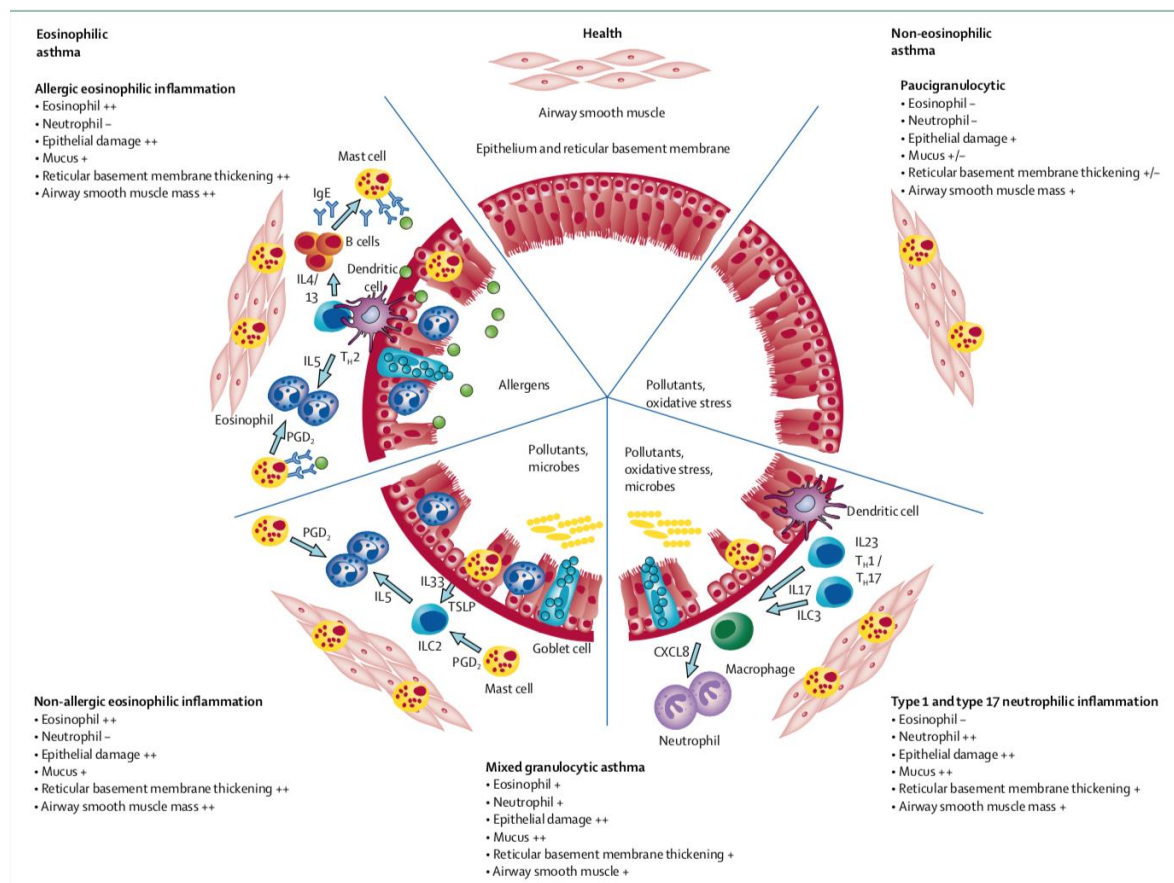 Eosinophilic
asthma
Allergic eosinophilic inflammation
• Eosinophil ++
• Neutrophil –
• Epithelial damage ++
• Mucus +
• Reticular basement membrane thickening ++
• Airway smooth muscle mass ++
Health
Airway smooth muscle
Epithelium and reticular basement membrane
Non-eosinophilic
asthma
Paucigranulocytic
• Eosinophil –
• Neutrophil –
• Epithelial damage +
• Mucus +/–
• Reticular basement membrane thickening +/–
• Airway smooth muscle mass +
Mast cell
IgE
B cells
IL4/
13
Dendritic
cell
IL5
TH2
Eosinophil
PGD2
Allergens
Pollutants,
oxidative stress
Pollutants,
microbes
Pollutants,
oxidative stress,
microbes
PGD2
IL5
IL33
TSLP
ILC2
PGD2
Mast cell
Goblet cell
Dendritic cell
IL23
TH1 /
TH17
IL17
ILC3
CXCL8
Macrophage
Neutrophil
Non-allergic eosinophilic inflammation
• Eosinophil ++
• Neutrophil –
• Epithelial damage ++
• Mucus +
• Reticular basement membrane thickening ++
• Airway smooth muscle mass ++
Mixed granulocytic asthma
• Eosinophil +
• Neutrophil +
• Epithelial damage ++
• Mucus ++
• Reticular basement membrane thickening +
• Airway smooth muscle +
Type 1 and type 17 neutrophilic inflammation
• Eosinophil –
• Neutrophil ++
• Epithelial damage ++
• Mucus ++
• Reticular basement membrane thickening +
• Airway smooth muscle mass +